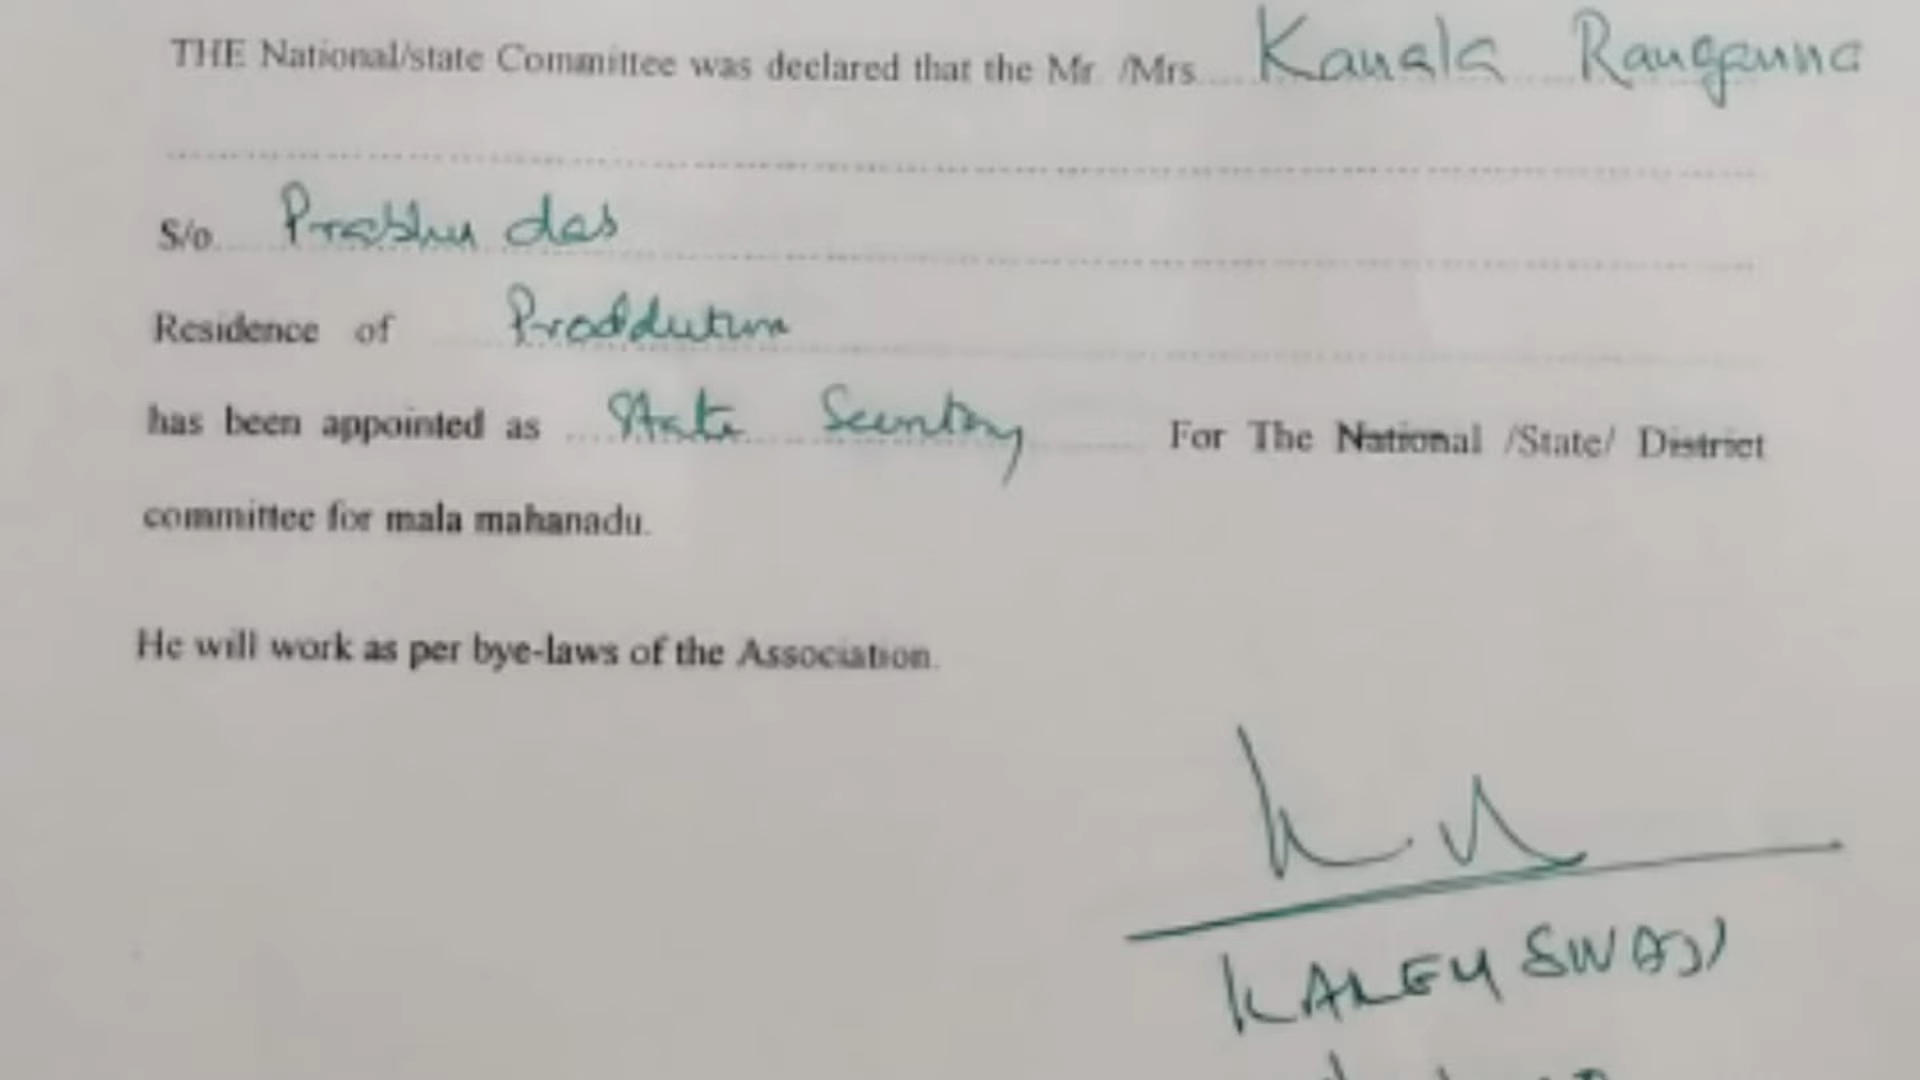 THE National/state Committee was declared that the Mr. /Mrs....Kanala Ranganna
S/o....Prabhu das
Residence of Proddutur
has been appointed as ....State Secretary For The National /State/ District
committee for mala mahanadu.
He will work as per bye-laws of the Association.